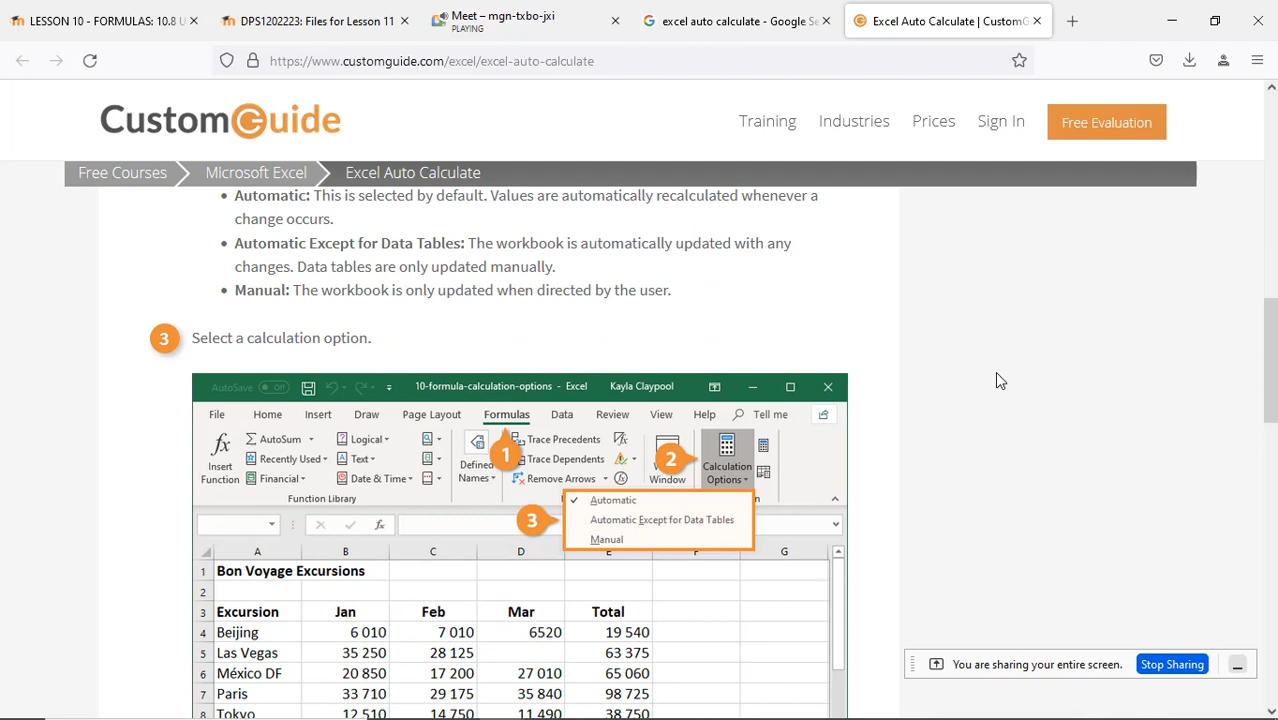 LESSON 10 - FORMULAS: 10.8 U
DPS1202223: Files for Lesson 11
Meet – mgn-txbo-jxi
PLAYING
excel auto calculate - Google Se
Excel Auto Calculate | CustomG
https://www.customguide.com/excel/excel-auto-calculate
CustomGuide
Training
Industries
Prices
Sign In
Free Evaluation
Free Courses
Microsoft Excel
Excel Auto Calculate
• Automatic: This is selected by default. Values are automatically recalculated whenever a
change occurs.
• Automatic Except for Data Tables: The workbook is automatically updated with any
changes. Data tables are only updated manually.
• Manual: The workbook is only updated when directed by the user.
3 Select a calculation option.
AutoSave Off
10-formula-calculation-options - Excel
Kayla Claypool
File Home Insert Draw Page Layout Formulas Data Review View Help Tell me
AutoSum
Logical
Trace Precedents
Recently Used
Text
Trace Dependents
Financial
Date & Time
Remove Arrows
Insert
Function
Defined
Names
Window
Calculation
Options
1
2
Function Library
Automatic
3
Automatic Except for Data Tables
Manual
fx
A B C D E F G
1 Bon Voyage Excursions
2
3 Excursion Jan Feb Mar Total
4 Beijing 6 010 7 010 6520 19 540
5 Las Vegas 35 250 28 125 63 375
6 México DF 20 850 17 200 27 010 65 060
7 Paris 33 710 29 175 35 840 98 725
8 Tokyo 12 510 14 750 11 490 38 750
You are sharing your entire screen.
Stop Sharing